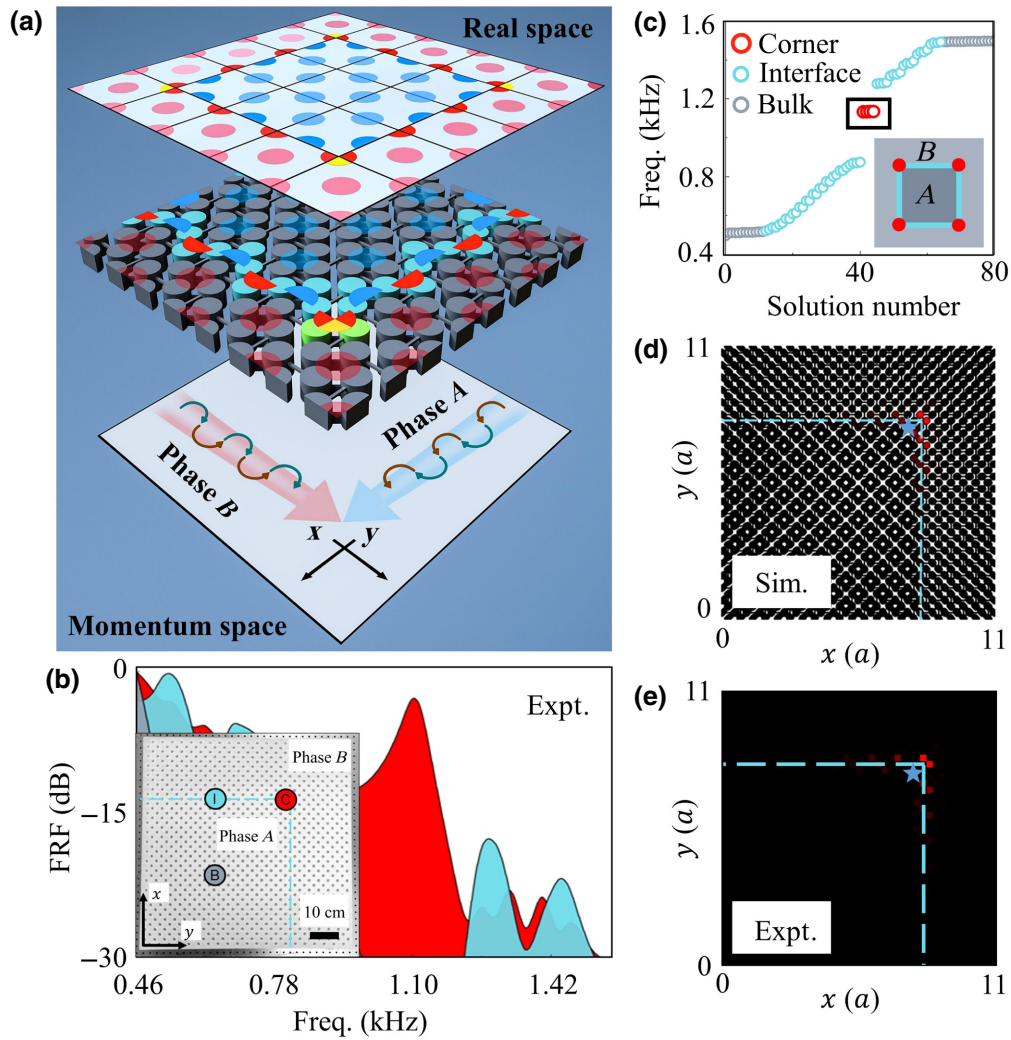 (a)
Real space
Phase A
Phase B
x
y
Momentum space
(b)
0
−15
−30
FRF (dB)
Expt.
Phase B
I
C
Phase A
B
x
y
10 cm
0.46
0.78
1.10
1.42
Freq. (kHz)
(c)
1.6
1.2
0.8
0.4
Freq. (kHz)
Corner
Interface
Bulk
B
A
0
40
80
Solution number
(d)
11
y (a)
0
Sim.
0
11
x (a)
(e)
11
y (a)
0
Expt.
0
11
x (a)